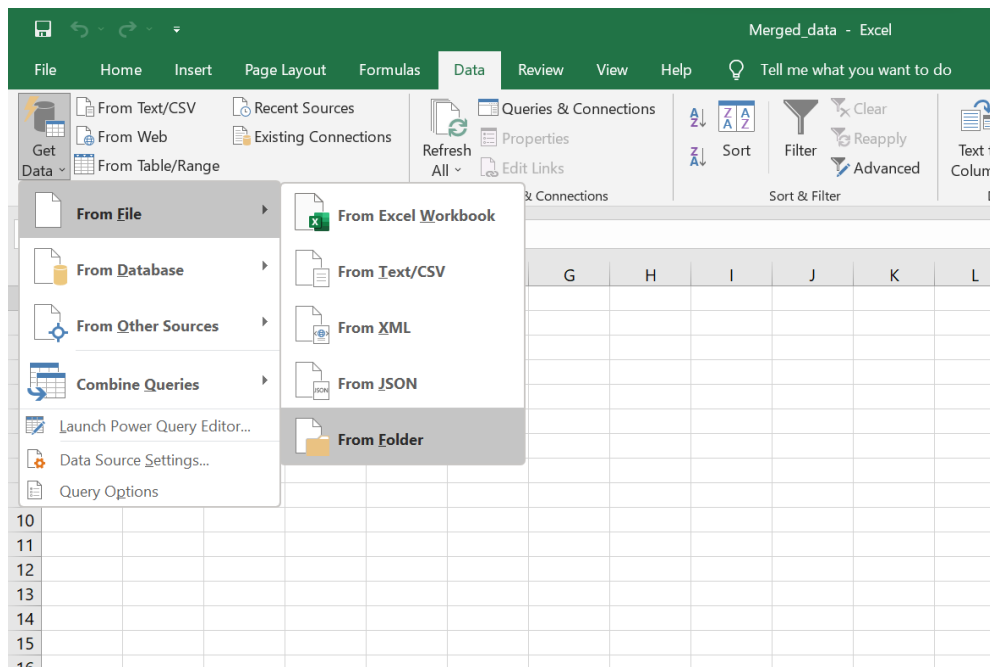 Merged_data - Excel
File Home Insert Page Layout Formulas Data Review View Help Tell me what you want to do
Get Data
From Text/CSV
From Web
From Table/Range
Recent Sources
Existing Connections
Refresh All
Queries & Connections
Properties
Edit Links
& Connections
A Z
Z A
Z A A Z
Sort
Filter
Clear
Reapply
Advanced
Sort & Filter
Text
Colum
From File
From Database
From Other Sources
Combine Queries
Launch Power Query Editor...
Data Source Settings...
Query Options
From Excel Workbook
From Text/CSV
From XML
JSON
From JSON
From Folder
G H I J K L
10
11
12
13
14
15
16